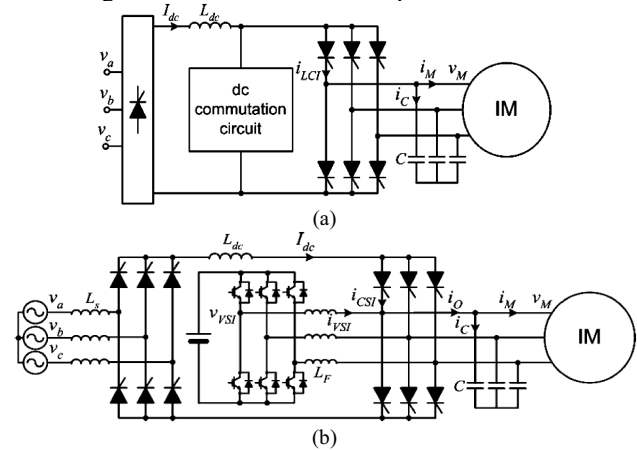 I_dc L_dc
v_a
v_b
v_c
dc
commutation
circuit
i_LCI
i_M v_M
i_C
C
IM
(a)
L_dc I_dc
v_a L_s
v_b
v_c
v_VSI
i_VSI
L_F
i_CSI
i_O i_M v_M
i_C
C
IM
(b)